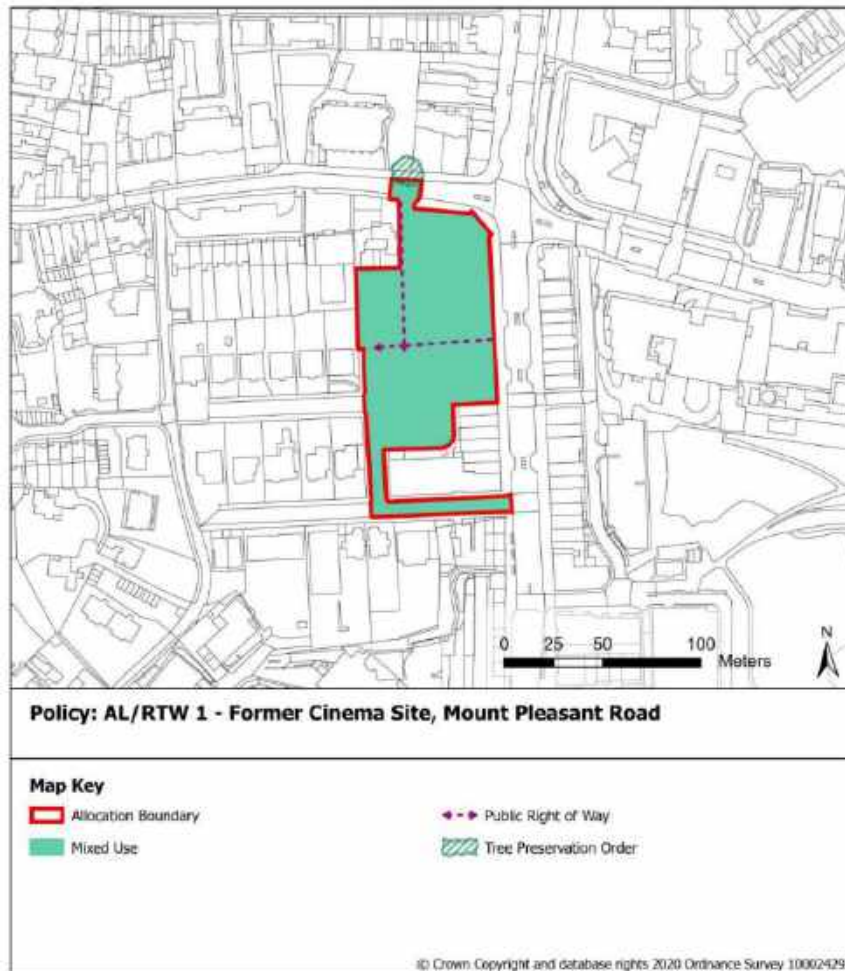 N
0 25 50 100
Meters
Policy: AL/RTW 1 - Former Cinema Site, Mount Pleasant Road
Map Key
Allocation Boundary
Public Right of Way
Mixed Use
Tree Preservation Order
© Crown Copyright and database rights 2020 Ordnance Survey 10002429